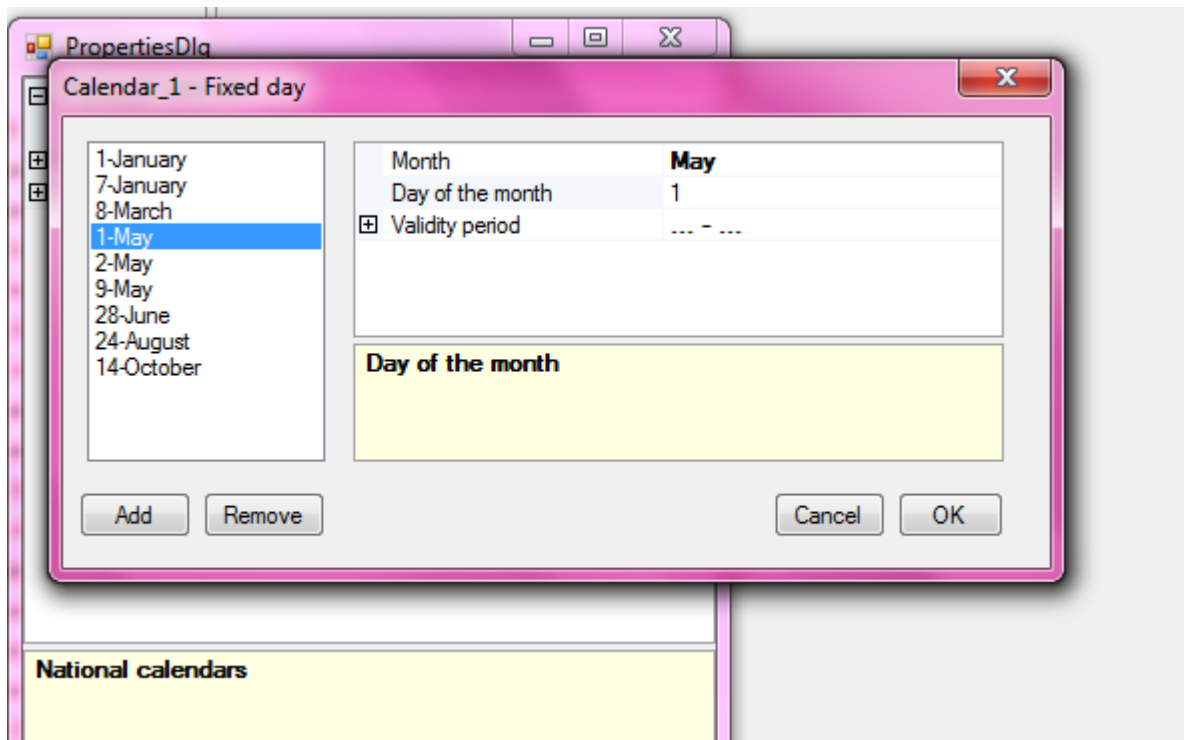 PropertiesDlg
Calendar_1 - Fixed day
1-January
7-January
8-March
1-May
2-May
9-May
28-June
24-August
14-October
Month May
Day of the month 1
Validity period ... - ...
Day of the month
Add Remove Cancel OK
National calendars